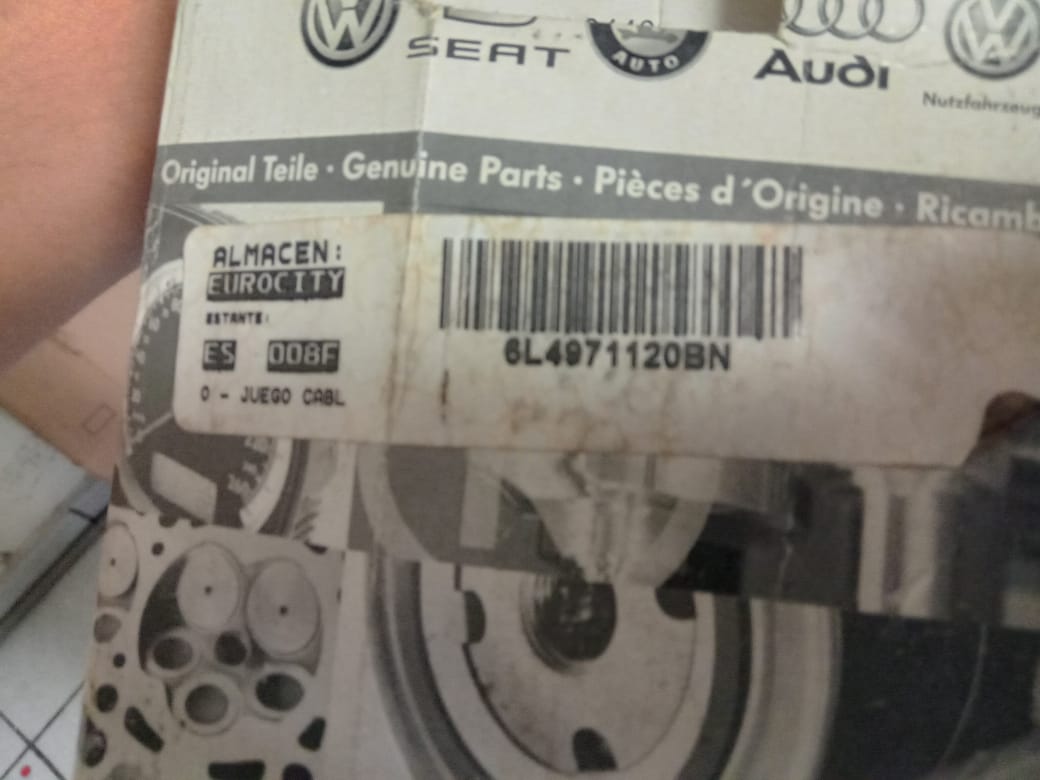 SEAT
AUTO
Audi
Nutzfahrzeug
Original Teile · Genuine Parts · Pièces d'Origine · Ricamb
ALMACEN:
EUROCITY
ESTANTE:
ES 008F
0 - JUEGO CABL
6L4971120BN